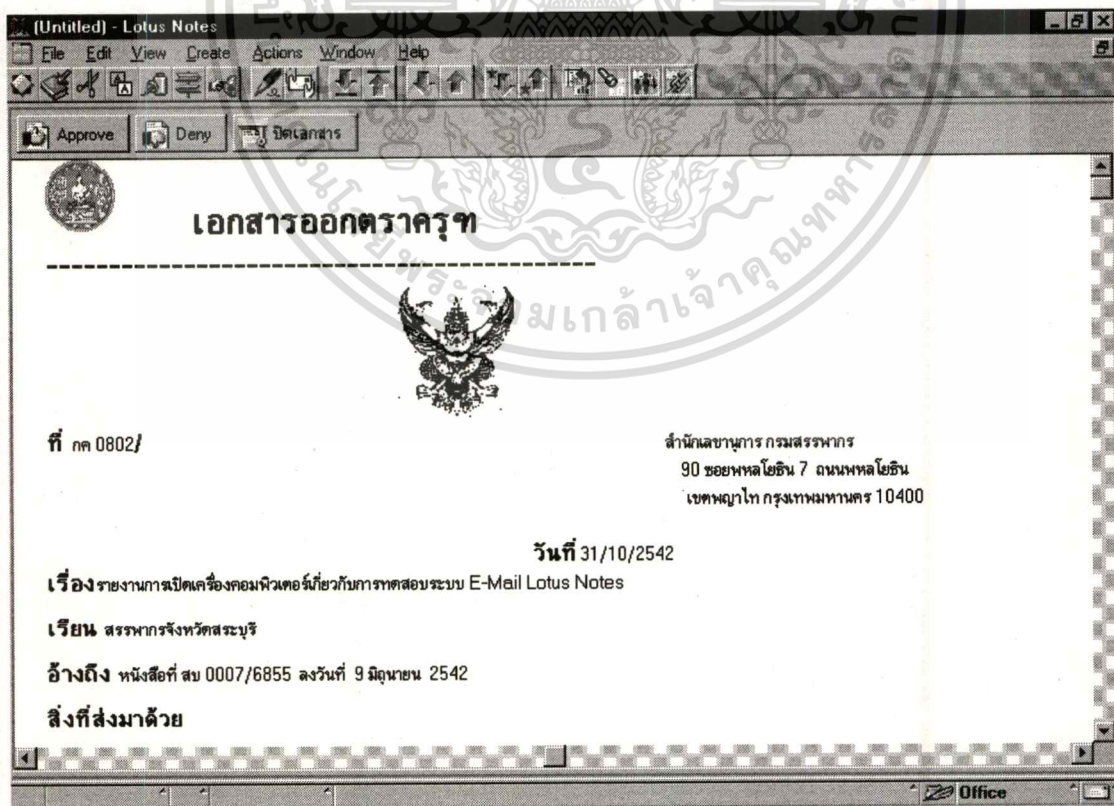 (Untitled) - Lotus Notes
File Edit View Create Actions Window Help
Approve Deny ปิดเอกสาร
เอกสารออกตราครุฑ
ที่ กค 0802/
สำนักเลขานุการ กรมสรรพากร
90 ซอยพหลโยธิน 7 ถนนพหลโยธิน
เขตพญาไท กรุงเทพมหานคร 10400
วันที่ 31/10/2542
เรื่อง รายงานการเปิดเครื่องคอมพิวเตอร์เกี่ยวกับการทดสอบระบบ E-Mail Lotus Notes
เรียน สรรพากรจังหวัดสระบุรี
อ้างถึง หนังสือที่ สบ 0007/6855 ลงวันที่ 9 มิถุนายน 2542
สิ่งที่ส่งมาด้วย
Office